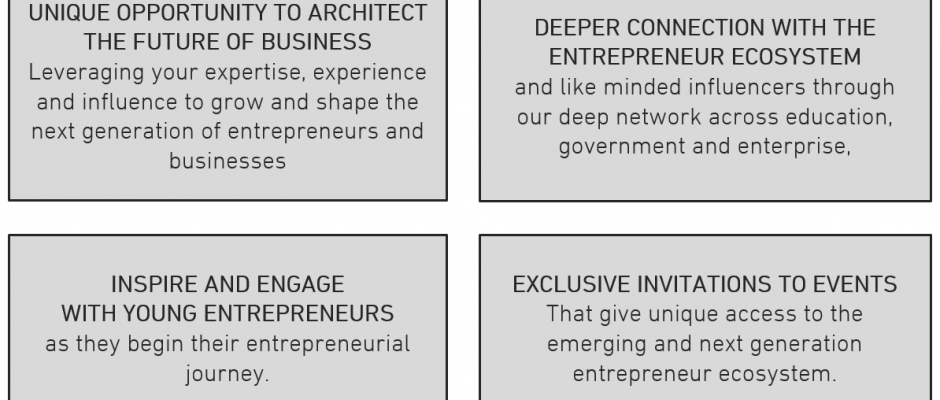 UNIQUE OPPORTUNITY TO ARCHITECT
THE FUTURE OF BUSINESS
Leveraging your expertise, experience
and influence to grow and shape the
next generation of entrepreneurs and
businesses
DEEPER CONNECTION WITH THE
ENTREPRENEUR ECOSYSTEM
and like minded influencers through
our deep network across education,
government and enterprise,
INSPIRE AND ENGAGE
WITH YOUNG ENTREPRENEURS
as they begin their entrepreneurial
journey.
EXCLUSIVE INVITATIONS TO EVENTS
That give unique access to the
emerging and next generation
entrepreneur ecosystem.